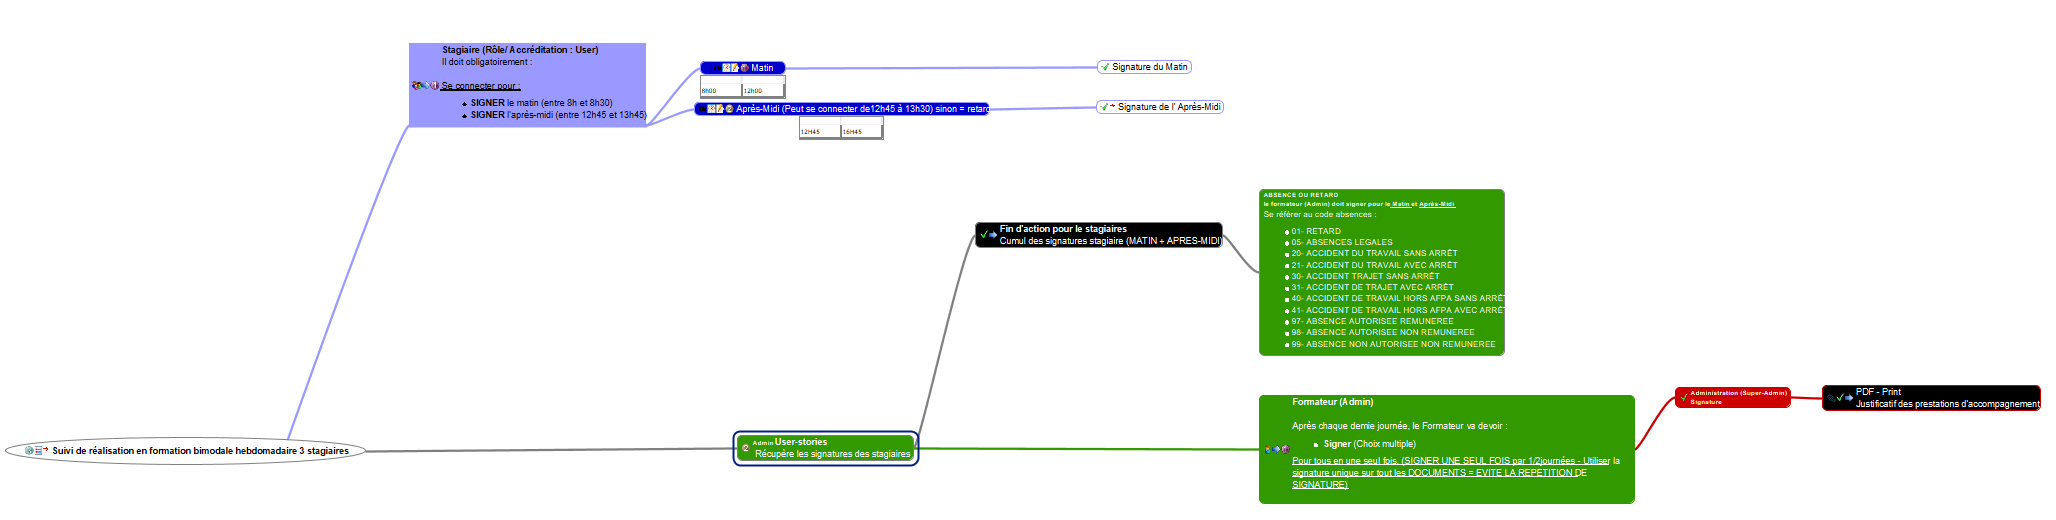 Stagiaire (Rôle/ Accréditation : User)
Il doit obligatoirement :
Se connecter pour :
SIGNER le matin (entre 8h et 8h30)
SIGNER l'après-midi (entre 12h45 et 13h45)
Matin
8h00 12h00
Signature du Matin
Après-Midi (Peut se connecter de12h45 à 13h30) sinon = retard
12H45 16H45
Signature de l' Après-Midi
Suivi de réalisation en formation bimodale hebdomadaire 3 stagiaires
Admin User-stories
Récupère les signatures des stagiaires
Fin d'action pour le stagiaires
Cumul des signatures stagiaire (MATIN + APRES-MIDI)
ABSENCE OU RETARD
le formateur (Admin) doit signer pour le Matin et Après-Midi
Se référer au code absences :
01- RETARD
05- ABSENCES LEGALES
20- ACCIDENT DU TRAVAIL SANS ARRÊT
21- ACCIDENT DU TRAVAIL AVEC ARRÊT
30- ACCIDENT TRAJET SANS ARRÊT
31- ACCIDENT DE TRAJET AVEC ARRÊT
40- ACCIDENT DE TRAVAIL HORS AFPA SANS ARRÊT
41- ACCIDENT DE TRAVAIL HORS AFPA AVEC ARRÊT
97- ABSENCE AUTORISEE REMUNEREE
98- ABSENCE AUTORISEE NON REMUNEREE
99- ABSENCE NON AUTORISEE NON REMUNEREE
Formateur (Admin)
Après chaque demie journée, le Formateur va devoir :
Signer (Choix multiple)
Pour tous en une seul fois. (SIGNER UNE SEUL FOIS par 1/2journées - Utiliser la
signature unique sur tout les DOCUMENTS = EVITE LA REPETITION DE
SIGNATURE)
Administration (Super-Admin)
Signature
PDF - Print
Justificatif des prestations d'accompagnement